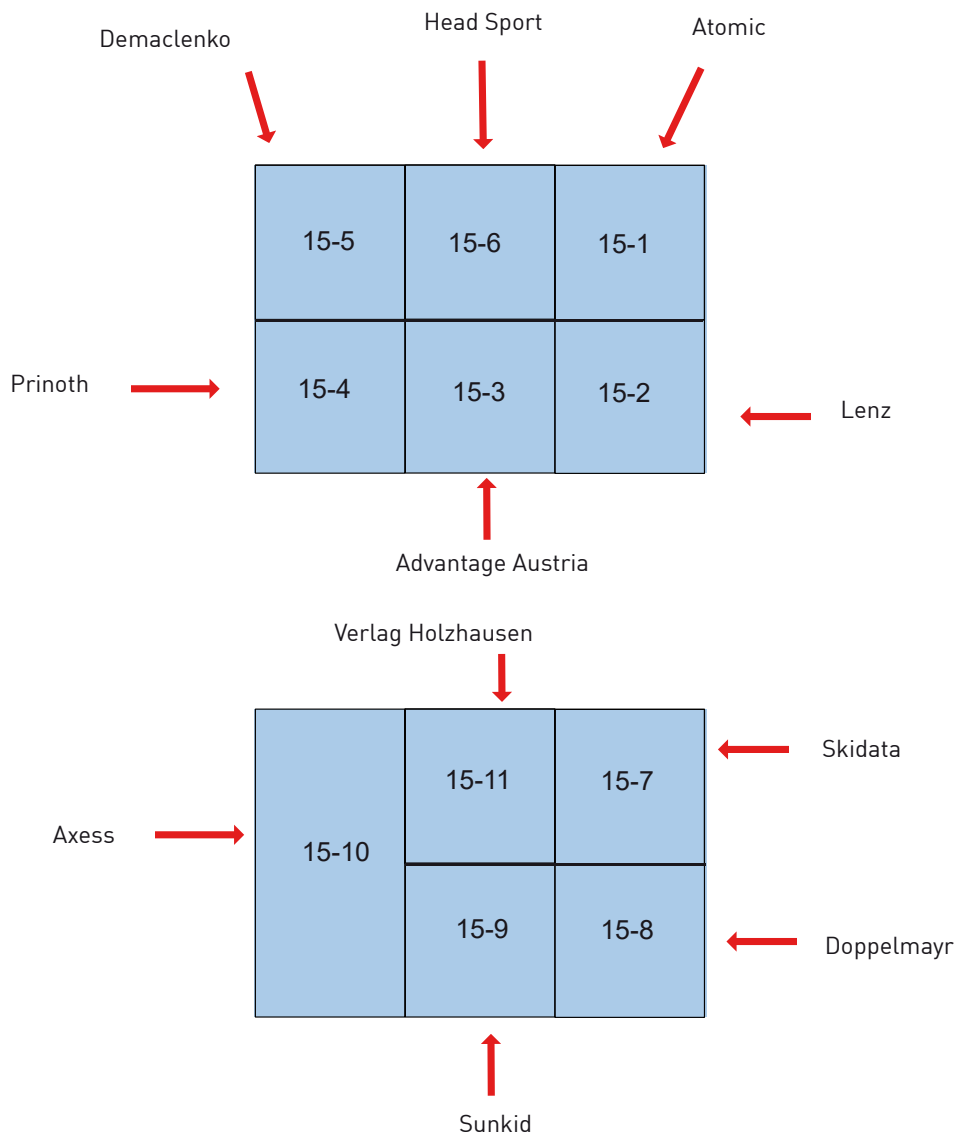 Demaclenko
Head Sport
Atomic
15-5
15-6
15-1
Prinoth
15-4
15-3
15-2
Lenz
Advantage Austria
Verlag Holzhausen
Skidata
15-11
15-7
Axess
15-10
15-9
15-8
Doppelmayr
Sunkid